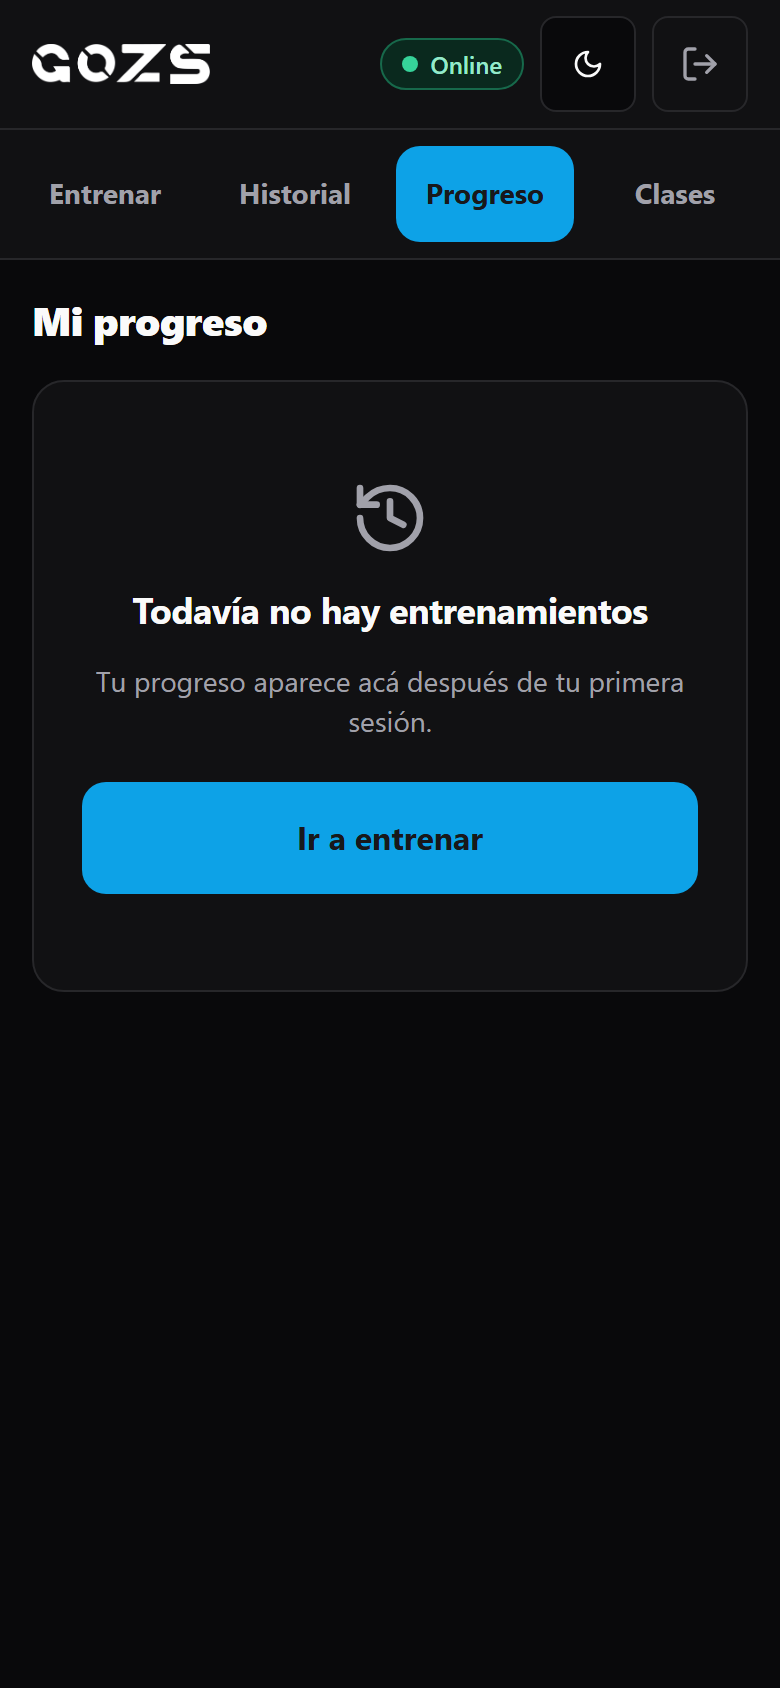 GOZS
Online
Entrenar
Historial
Progreso
Clases
Mi progreso
Todavía no hay entrenamientos
Tu progreso aparece acá después de tu primera
sesión.
Ir a entrenar